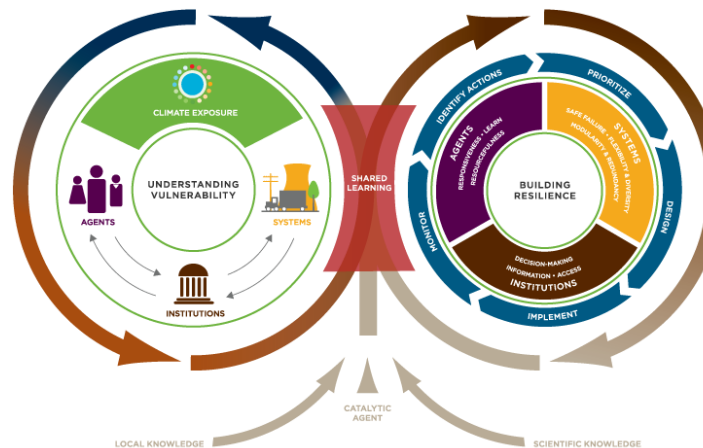 CLIMATE EXPOSURE
UNDERSTANDING
VULNERABILITY
AGENTS
SYSTEMS
INSTITUTIONS
SHARED
LEARNING
IDENTIFY ACTIONS
PRIORITIZE
DESIGN
IMPLEMENT
MONITOR
AGENTS
RESPONSIVENESS • LEARN
RESOURCEFULNESS
SYSTEMS
SAFE FAILURE • FLEXIBILITY & DIVERSITY
MODULARITY & REDUNDANCY
BUILDING
RESILIENCE
DECISION-MAKING
INFORMATION • ACCESS
INSTITUTIONS
CATALYTIC
AGENT
LOCAL KNOWLEDGE
SCIENTIFIC KNOWLEDGE